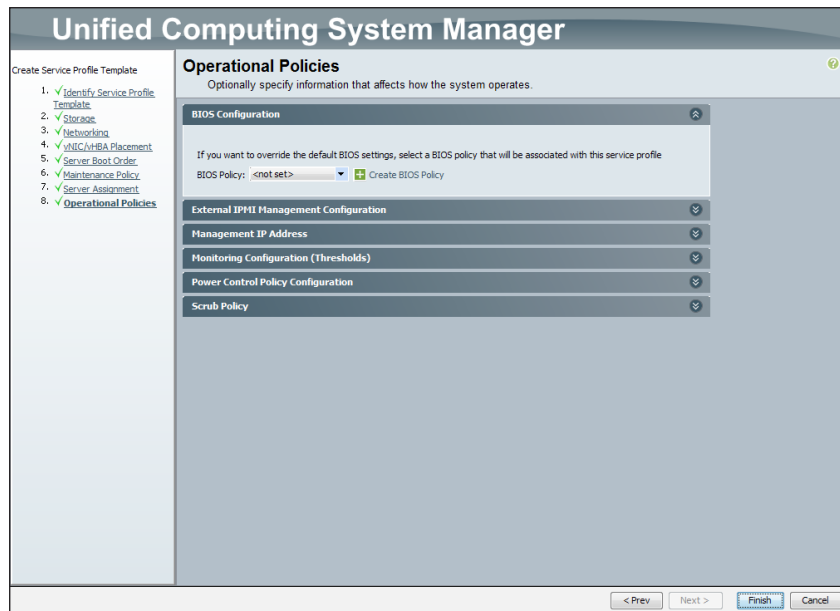 Unified Computing System Manager
Create Service Profile Template
1. √Identify Service Profile
Template
2. √Storage
3. √Networking
4. √vNIC/vHBA Placement
5. √Server Boot Order
6. √Maintenance Policy
7. √Server Assignment
8. √Operational Policies
Operational Policies
Optionally specify information that affects how the system operates.
?
BIOS Configuration
If you want to override the default BIOS settings, select a BIOS policy that will be associated with this service profile
BIOS Policy: <not set> Create BIOS Policy
External IPMI Management Configuration
Management IP Address
Monitoring Configuration (Thresholds)
Power Control Policy Configuration
Scrub Policy
< Prev Next > Finish Cancel